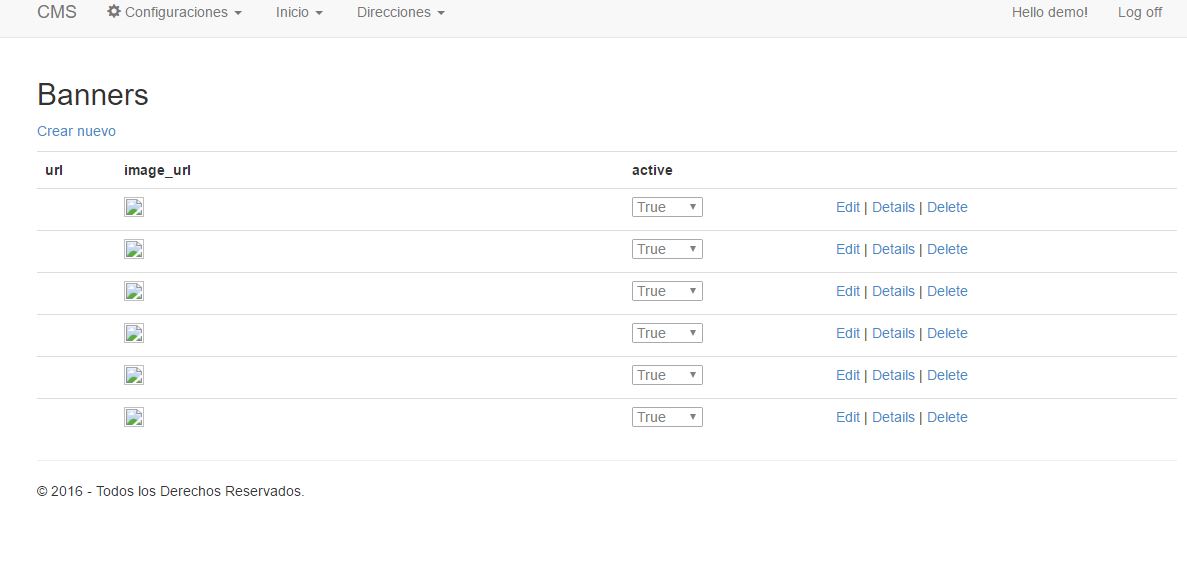 CMS Configuraciones Inicio Direcciones Hello demo! Log off
Banners
Crear nuevo
url image_url active
True Edit | Details | Delete
True Edit | Details | Delete
True Edit | Details | Delete
True Edit | Details | Delete
True Edit | Details | Delete
True Edit | Details | Delete
© 2016 - Todos los Derechos Reservados.